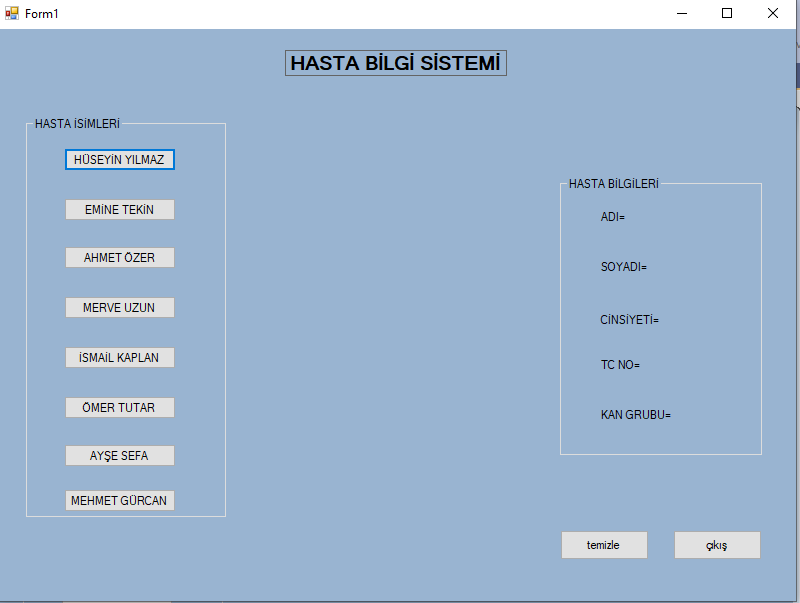 Form1
HASTA BİLGİ SİSTEMİ
HASTA İSİMLERİ
HÜSEYİN YILMAZ
EMİNE TEKİN
AHMET ÖZER
MERVE UZUN
İSMAİL KAPLAN
ÖMER TUTAR
AYŞE SEFA
MEHMET GÜRCAN
HASTA BİLGİLERİ
ADI=
SOYADI=
CİNSİYETİ=
TC NO=
KAN GRUBU=
temizle
çıkış